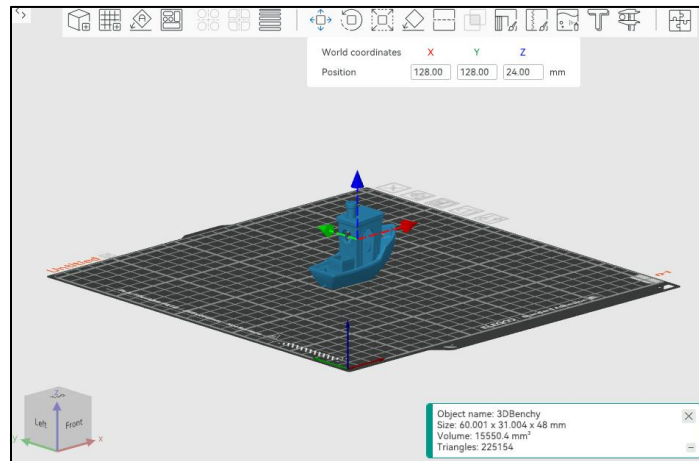 World coordinates X Y Z
Position 128.00 128.00 24.00 mm
Untitled
Left
Front
Y
x
Object name: 3DBenchy
Size: 60.001 x 31.004 x 48 mm
Volume: 15550.4 mm³
Triangles: 225154